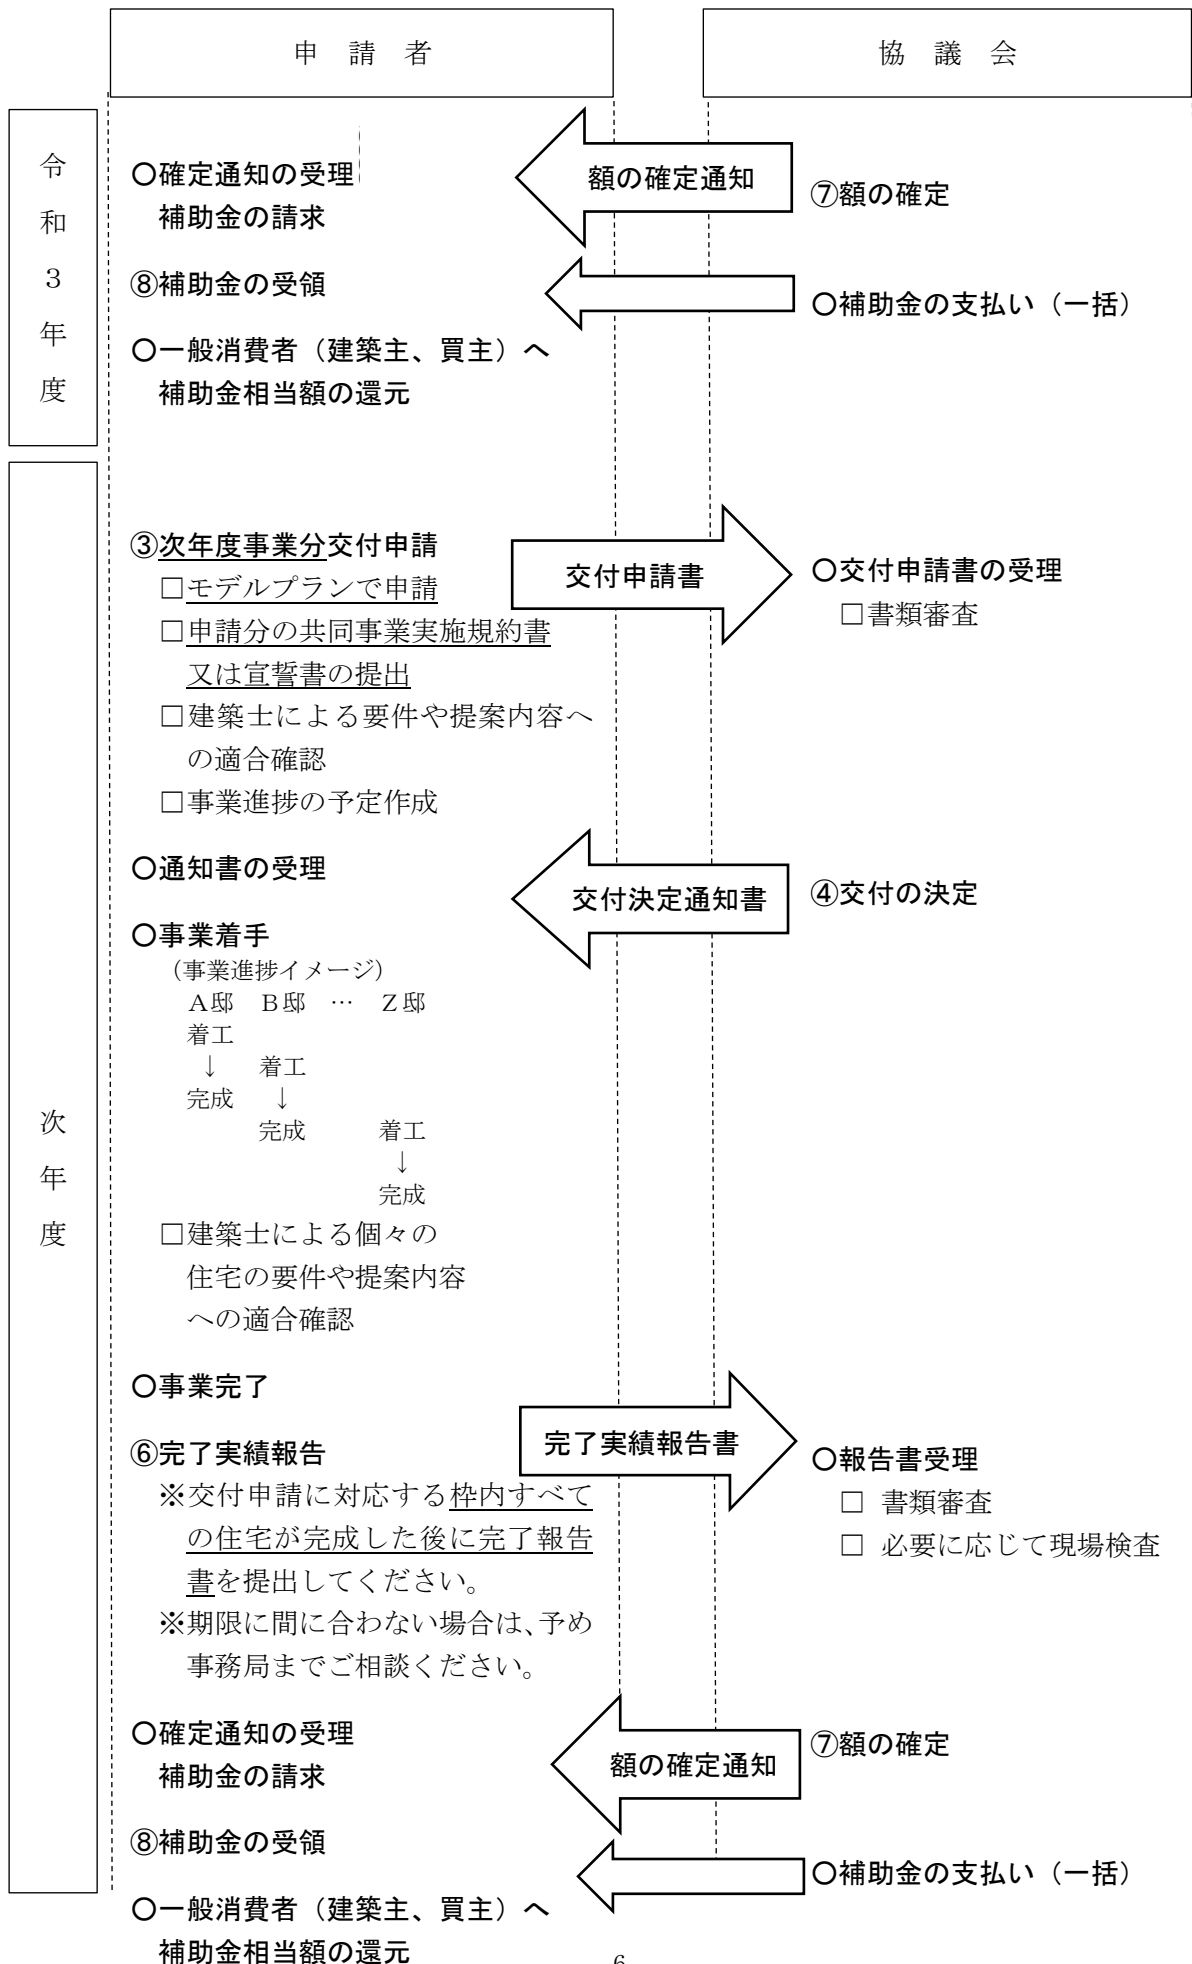 申 請 者
協 議 会
令和３年度
〇確定通知の受理
補助金の請求
額の確定通知
⑦額の確定
⑧補助金の受領
〇補助金の支払い（一括）
〇一般消費者（建築主、買主）へ
補助金相当額の還元
次年度
③次年度事業分交付申請
□モデルプランで申請
□申請分の共同事業実施規約書
又は宣誓書の提出
□建築士による要件や提案内容へ
の適合確認
□事業進捗の予定作成
交付申請書
〇交付申請書の受理
□書類審査
〇通知書の受理
交付決定通知書
④交付の決定
〇事業着手
（事業進捗イメージ）
Ａ邸 Ｂ邸 … Ｚ邸
着工
↓ 着工
完成 ↓
完成 着工
↓
完成
□建築士による個々の
住宅の要件や提案内容
への適合確認
〇事業完了
⑥完了実績報告
※交付申請に対応する枠内すべて
の住宅が完成した後に完了報告
書を提出してください。
※期限に間に合わない場合は、予め
事務局までご相談ください。
完了実績報告書
〇報告書受理
□ 書類審査
□ 必要に応じて現場検査
〇確定通知の受理
補助金の請求
額の確定通知
⑦額の確定
⑧補助金の受領
〇補助金の支払い（一括）
〇一般消費者（建築主、買主）へ
補助金相当額の還元
6